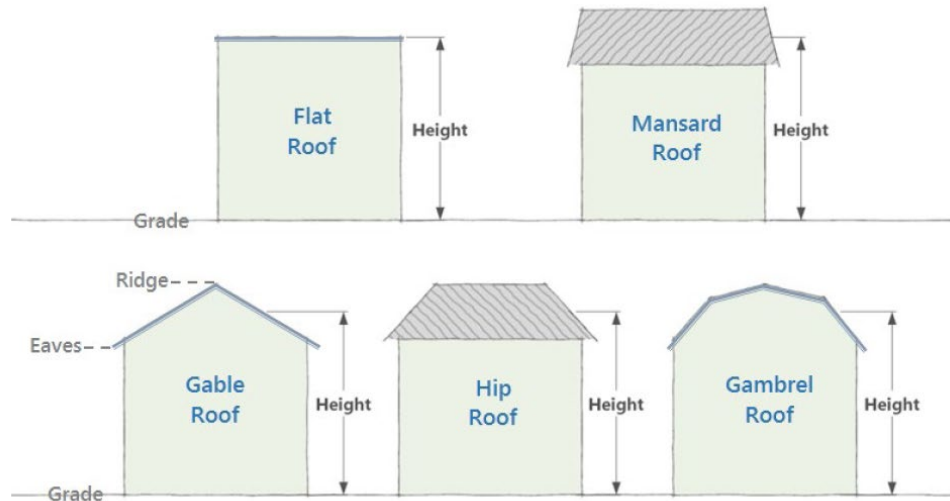 Flat
Roof
Height
Mansard
Roof
Height
Grade
Ridge
Eaves
Gable
Roof
Height
Hip
Roof
Height
Gambrel
Roof
Height
Grade